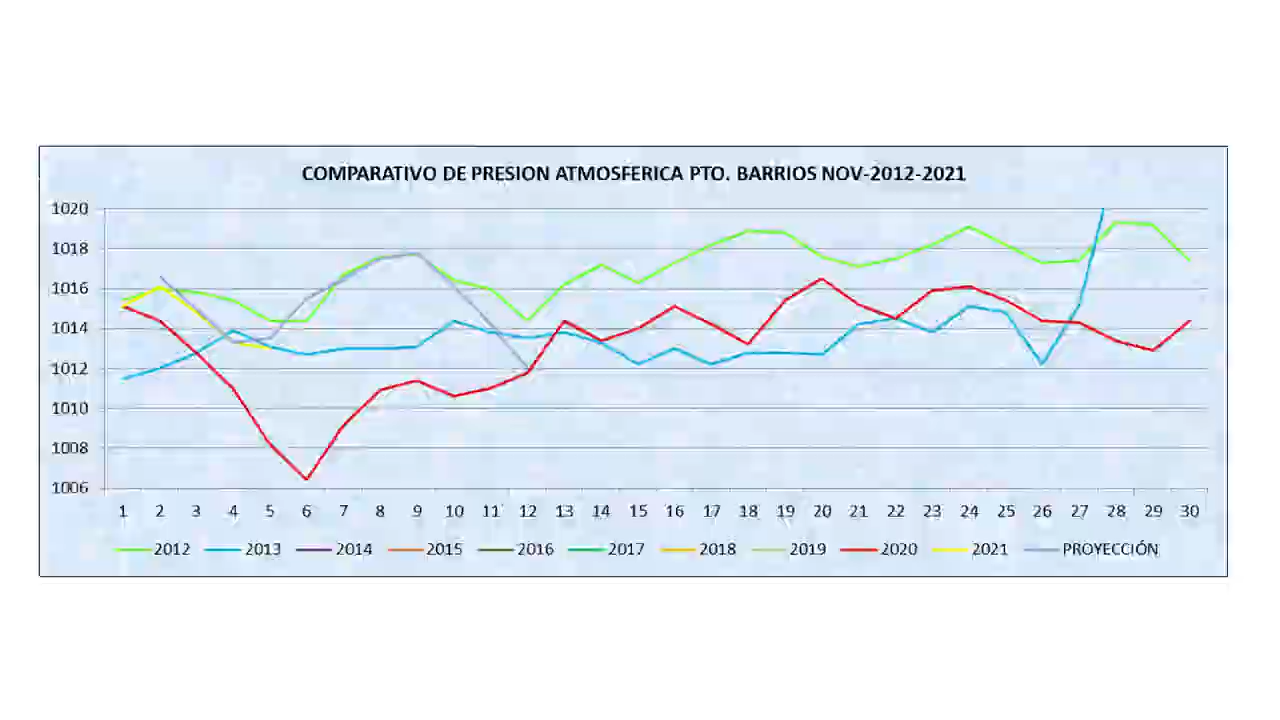 COMPARATIVO DE PRESION ATMOSFERICA PTO. BARRIOS NOV-2012-2021
1020
1018
1016
1014
1012
1010
1008
1006
1 2 3 4 5 6 7 8 9 10 11 12 13 14 15 16 17 18 19 20 21 22 23 24 25 26 27 28 29 30
2012 2013 2014 2015 2016 2017 2018 2019 2020 2021 PROYECCIÓN